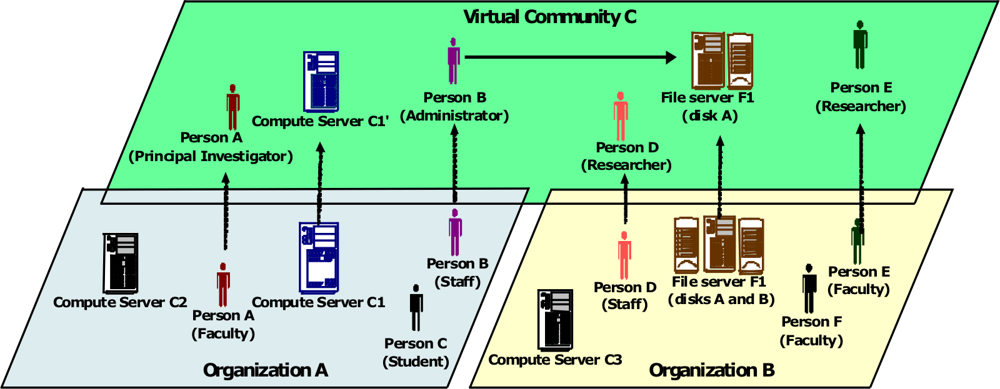 Virtual Community C
Person A
(Principal Investigator)
Compute Server C1'
Person B
(Administrator)
Person D
(Researcher)
File server F1
(disk A)
Person E
(Researcher)
Compute Server C2
Person A
(Faculty)
Compute Server C1
Person B
(Staff)
Person C
(Student)
Organization A
Compute Server C3
Person D
(Staff)
File server F1
(disks A and B)
Person F
(Faculty)
Person E
(Faculty)
Organization B